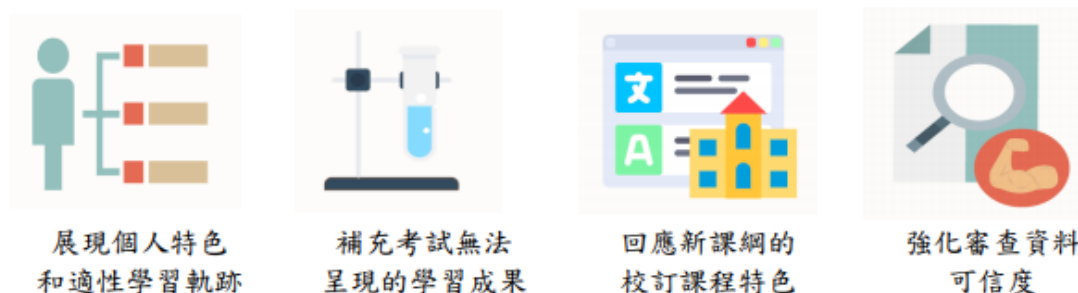 文
A
展現個人特色
和適性學習軌跡
補充考試無法
呈現的學習成果
回應新課綱的
校訂課程特色
強化審查資料
可信度